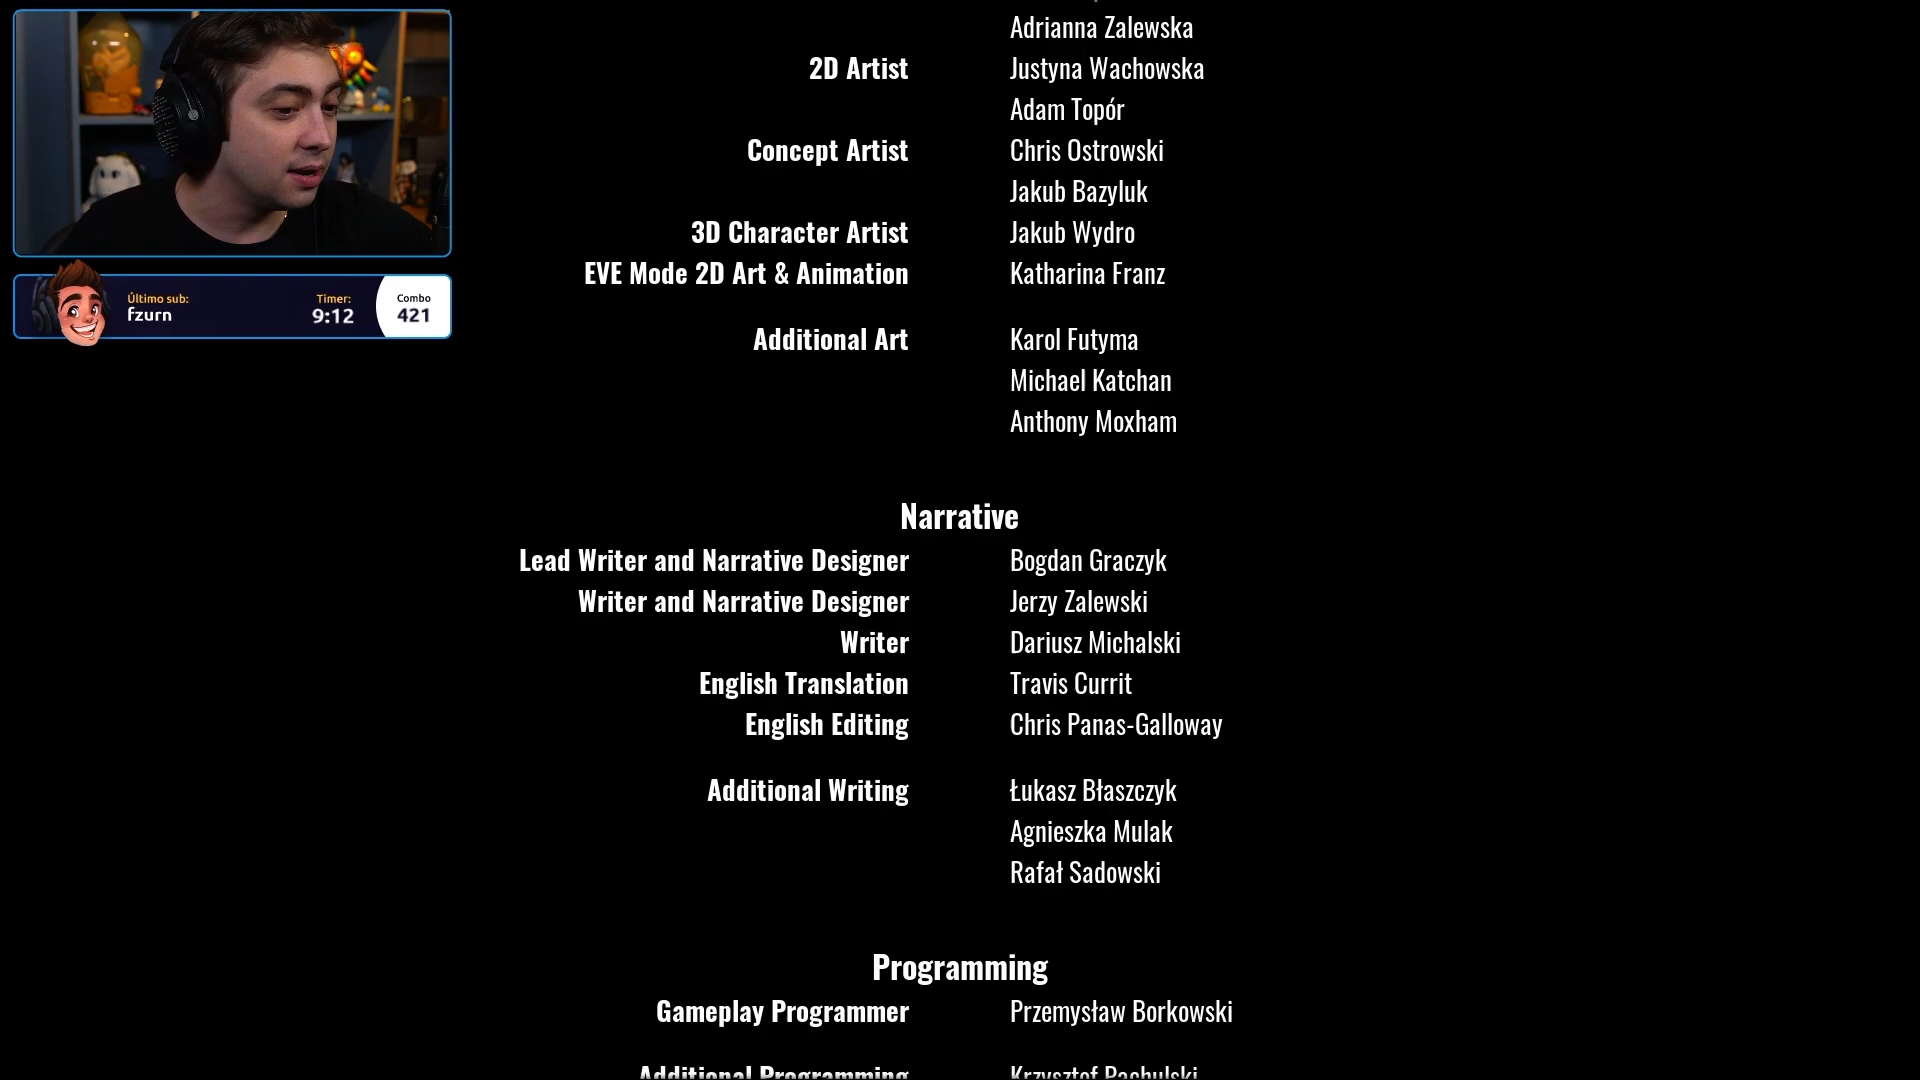 Adrianna Zalewska
2D Artist Justyna Wachowska
Adam Topór
Concept Artist Chris Ostrowski
Jakub Bazyluk
3D Character Artist Jakub Wydro
EVE Mode 2D Art & Animation Katharina Franz
Último sub:
fzurn
Timer:
9:12
Combo
421
Additional Art Karol Futyma
Michael Katchan
Anthony Moxham
Narrative
Lead Writer and Narrative Designer Bogdan Graczyk
Writer and Narrative Designer Jerzy Zalewski
Writer Dariusz Michalski
English Translation Travis Currit
English Editing Chris Panas-Galloway
Additional Writing Łukasz Błaszczyk
Agnieszka Mulak
Rafał Sadowski
Programming
Gameplay Programmer Przemysław Borkowski
Additional Programming Krzysztof Pachulski